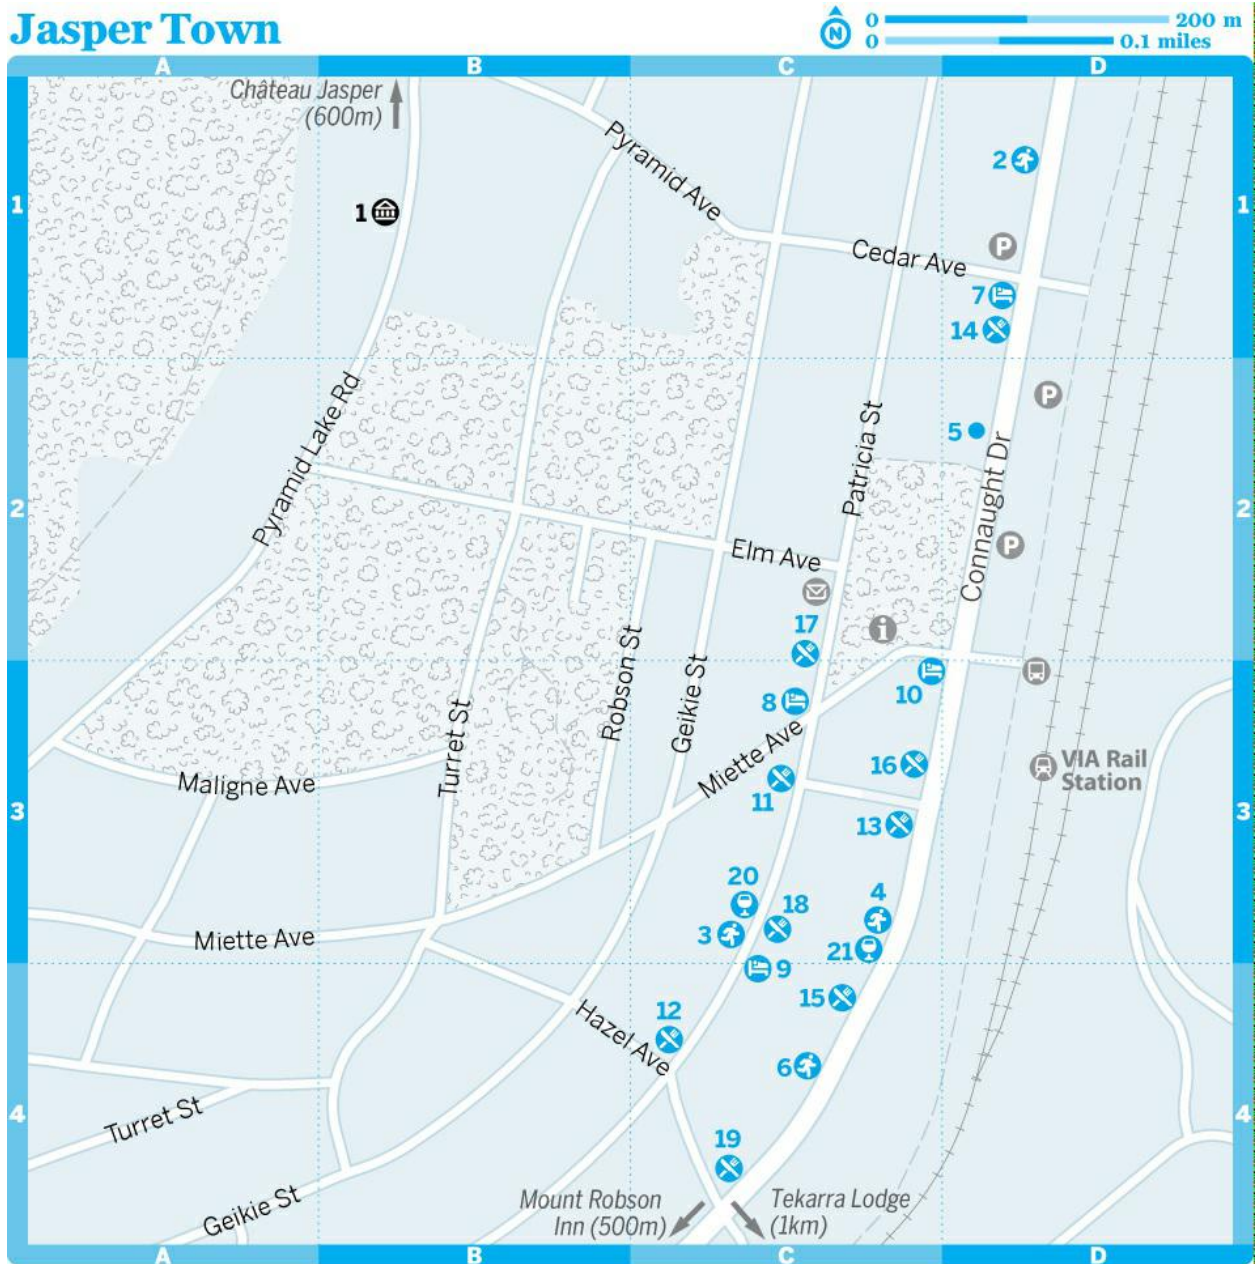 Jasper Town
N
0 200 m
0 0.1 miles
A B C D
Château Jasper
(600m)
1
1
2
3
4
1
2
3
4
Pyramid Ave
2
P
Cedar Ave
7
14
P
5
Pyramid Lake Rd
Patricia St
Connaught Dr
P
Elm Ave
17
i
10
8
Robson St
Geikie St
Turret St
Miette Ave
16
VIA Rail
Station
Maligne Ave
11
13
20
18
4
3
21
Miette Ave
9
15
12
Hazel Ave
6
Turret St
19
Geikie St
Mount Robson
Inn (500m)
Tekarra Lodge
(1km)
A B C D